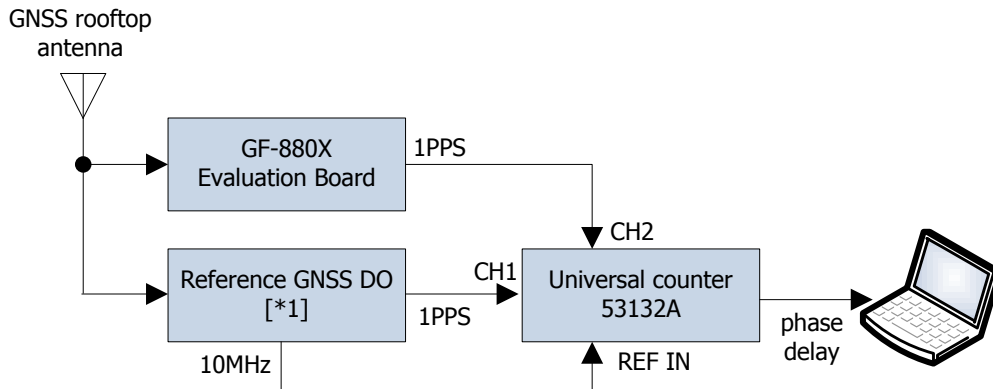 GNSS rooftop
antenna
GF-880X
Evaluation Board
1PPS
CH2
Reference GNSS DO
[*1]
CH1
1PPS
Universal counter
53132A
phase
delay
10MHz
REF IN